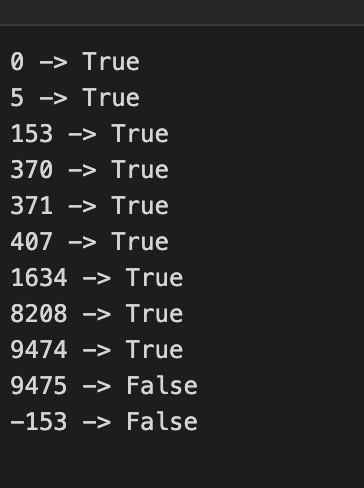 0 -> True
5 -> True
153 -> True
370 -> True
371 -> True
407 -> True
1634 -> True
8208 -> True
9474 -> True
9475 -> False
-153 -> False